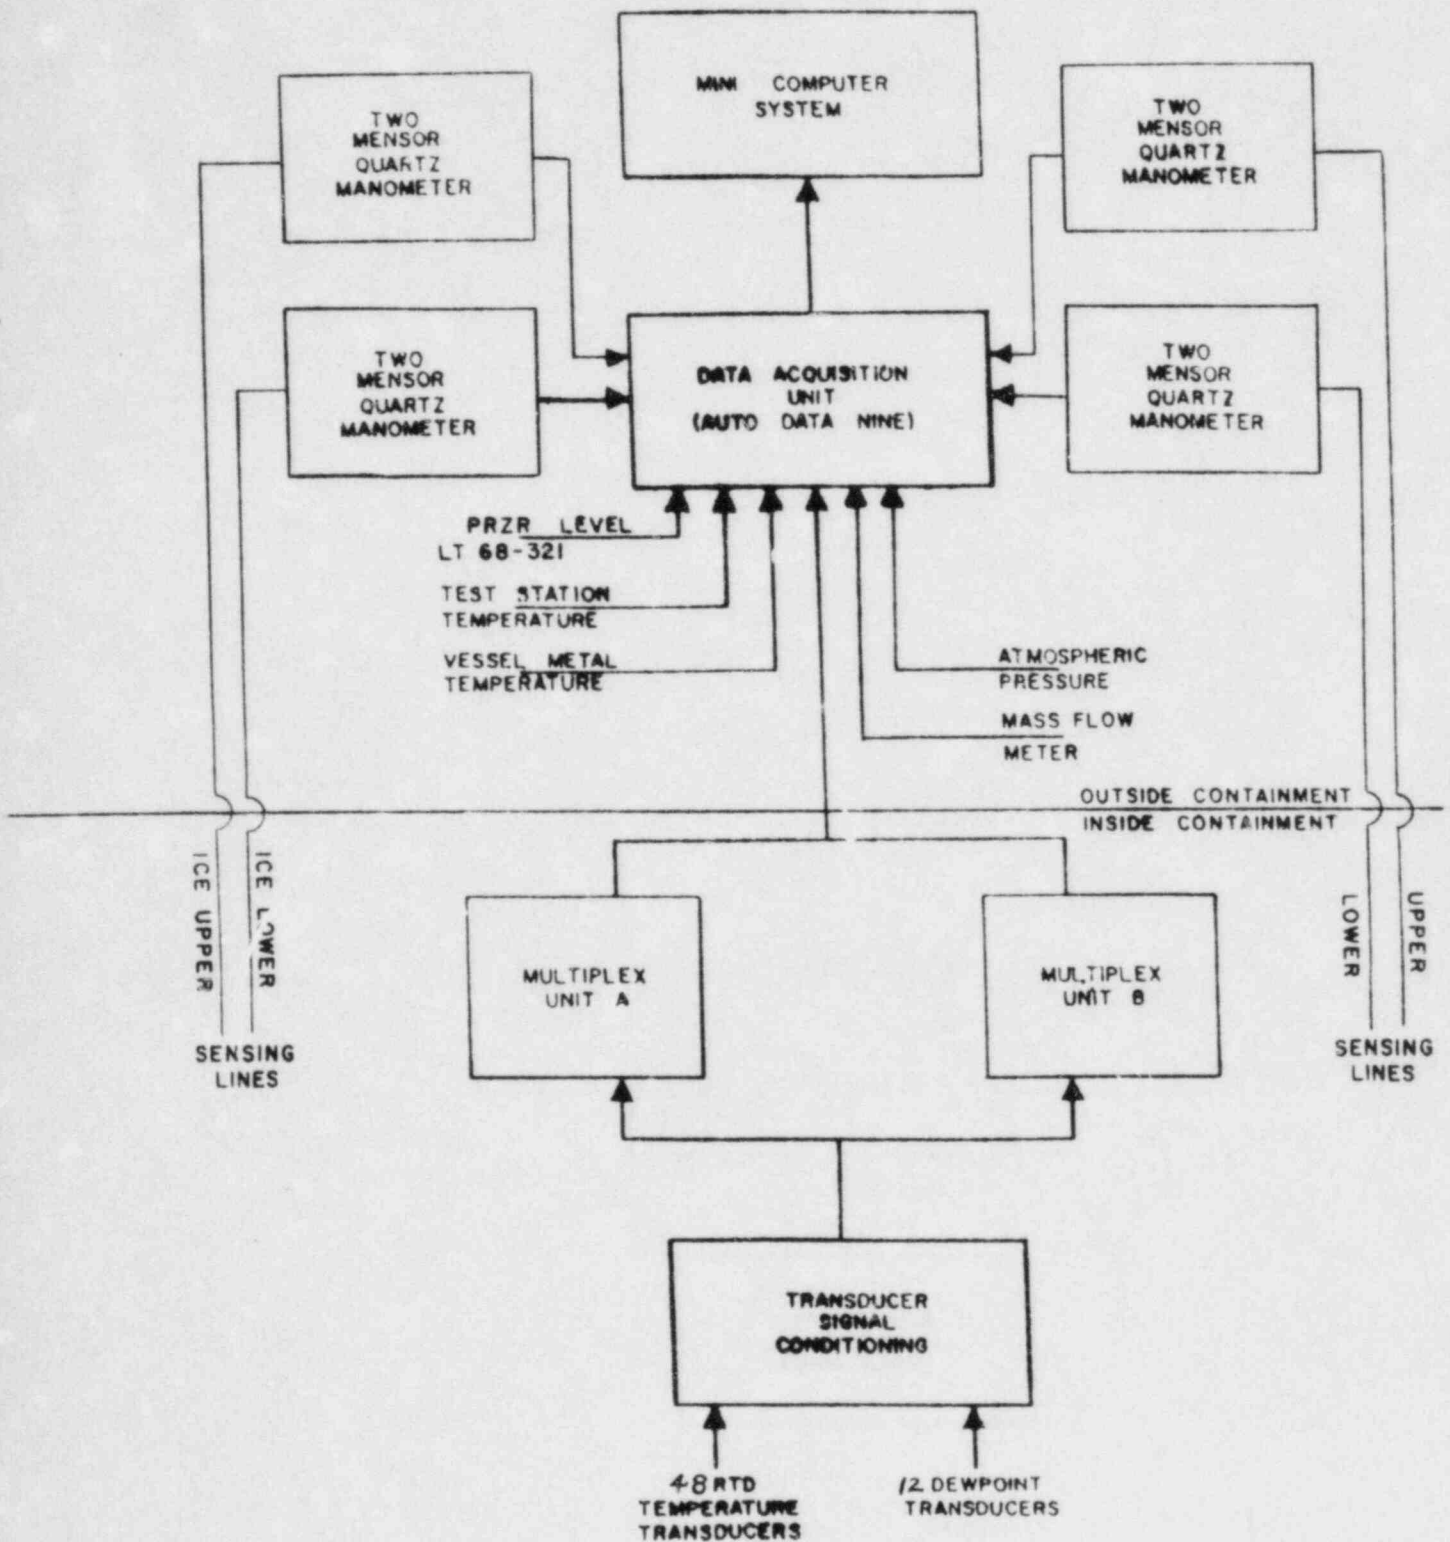 MINI COMPUTER
SYSTEM
TWO
MENSOR
QUARTZ
MANOMETER
TWO
MENSOR
QUARTZ
MANOMETER
TWO
MENSOR
QUARTZ
MANOMETER
DATA ACQUISITION
UNIT
(AUTO DATA NINE)
TWO
MENSOR
QUARTZ
MANOMETER
PRZR LEVEL
LT 68-321
TEST STATION
TEMPERATURE
VESSEL METAL
TEMPERATURE
ATMOSPHERIC
PRESSURE
MASS FLOW
METER
OUTSIDE CONTAINMENT
INSIDE CONTAINMENT
ICE UPPER
ICE LOWER
LOWER
UPPER
MULTIPLEX
UNIT A
MULTIPLEX
UNIT B
SENSING
LINES
SENSING
LINES
TRANSDUCER
SIGNAL
CONDITIONING
48 RTD
TEMPERATURE
TRANSDUCERS
12 DEWPOINT
TRANSDUCERS